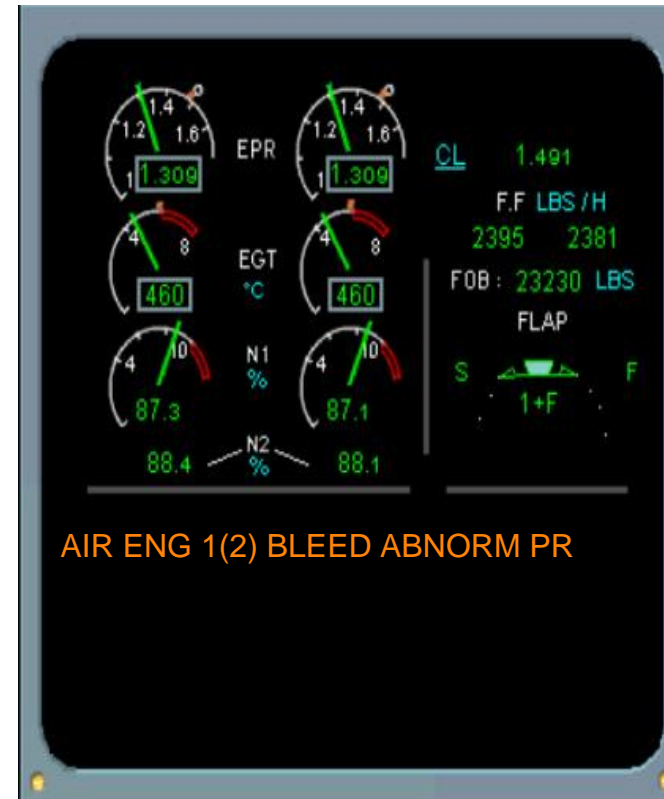 1 1.2 1.4 1.6 1.309 EPR 1 1.2 1.4 1.6 1.309
CL 1.491
F.F LBS / H
2395 2381
4 8 460 EGT °C 4 8 460
FOB : 23230 LBS
FLAP
S F
1+F
4 10 87.3 N1 % 4 10 87.1
88.4 N2 % 88.1
AIR ENG 1(2) BLEED ABNORM PR